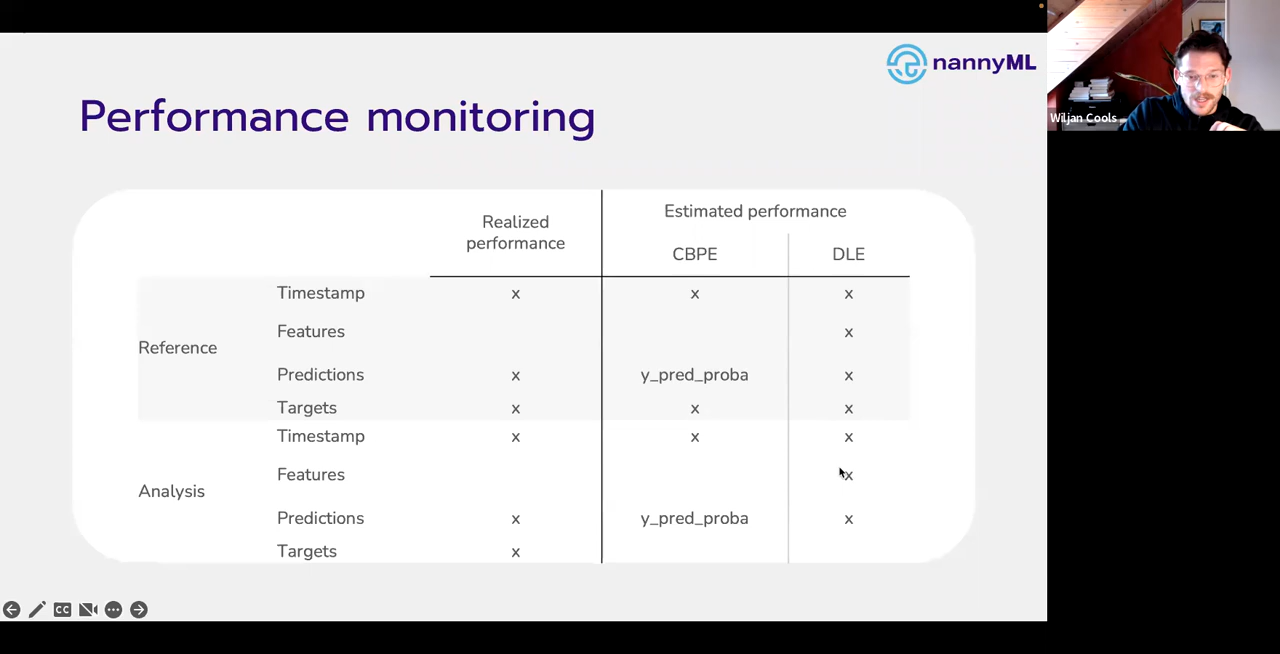 nannyML
Performance monitoring
Wiljan Cools
Realized
performance
Estimated performance
CBPE DLE
Reference
Timestamp x x x
Features x
Predictions x y_pred_proba x
Targets x x x
Analysis
Timestamp x x x
Features x
Predictions x y_pred_proba x
Targets x
CC